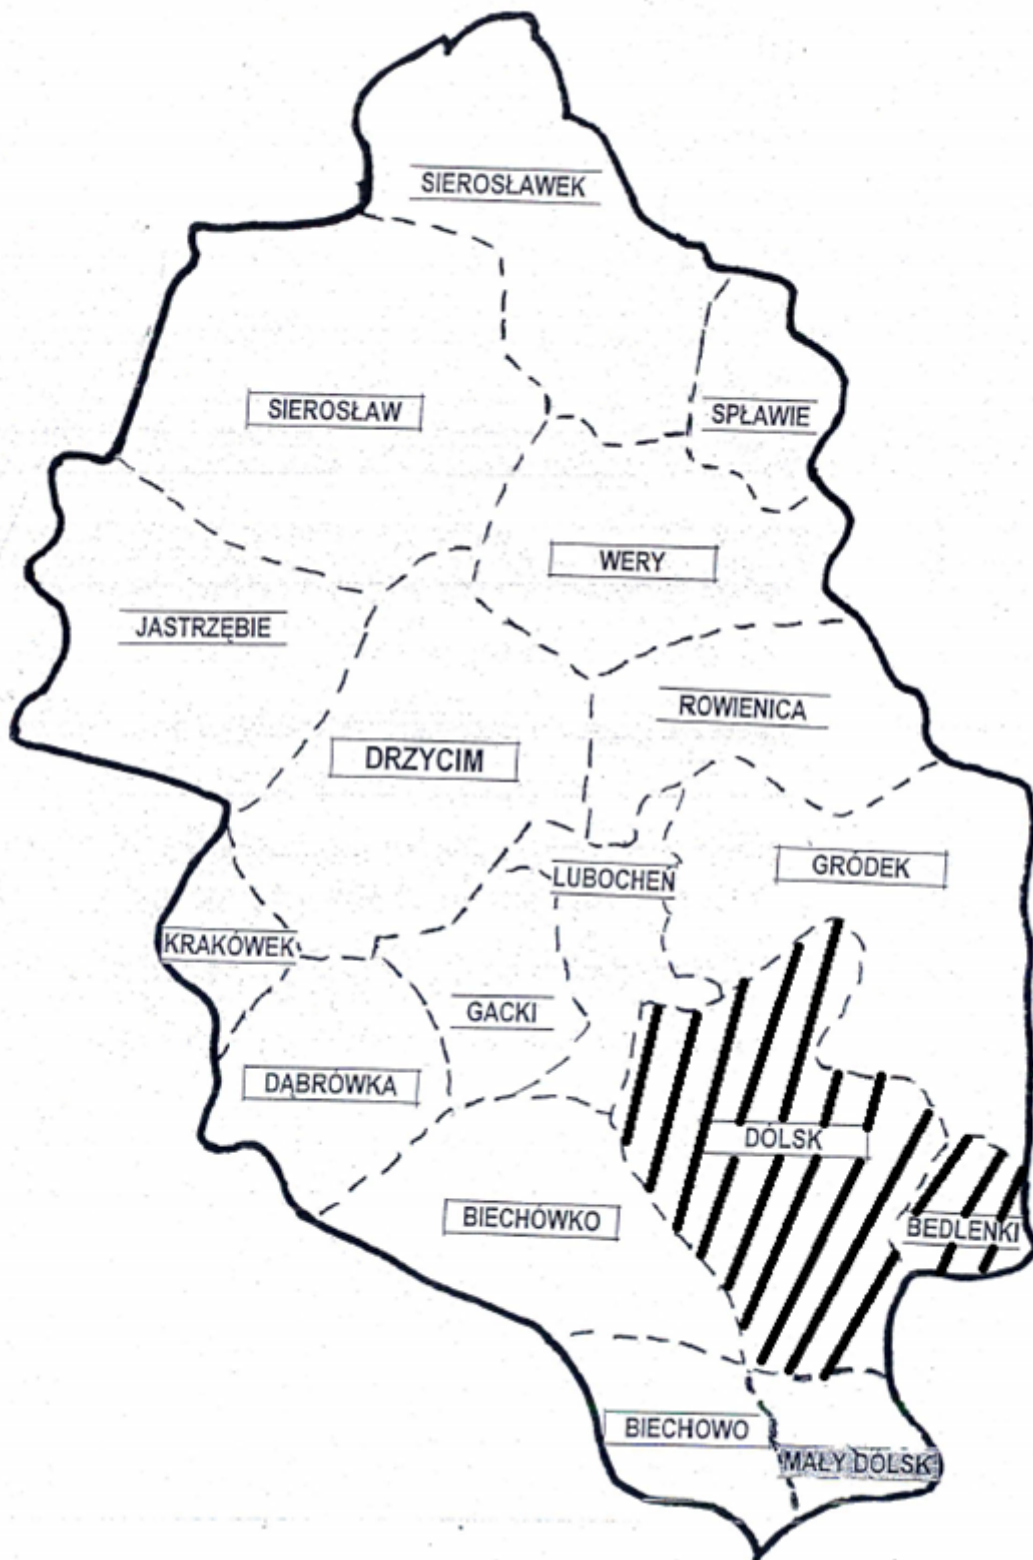 SIEROSŁAWEK
SIEROSŁAW
SPŁAWIE
WERY
JASTRZĘBIE
ROWIENICA
DRZYCIM
GRÓDEK
LUBOCHEŃ
KRAKÓWEK
GACKI
DĄBRÓWKA
DÓLSK
BIECHÓWKO
BEDLENKI
BIECHOWO
MAŁY DÓLSK